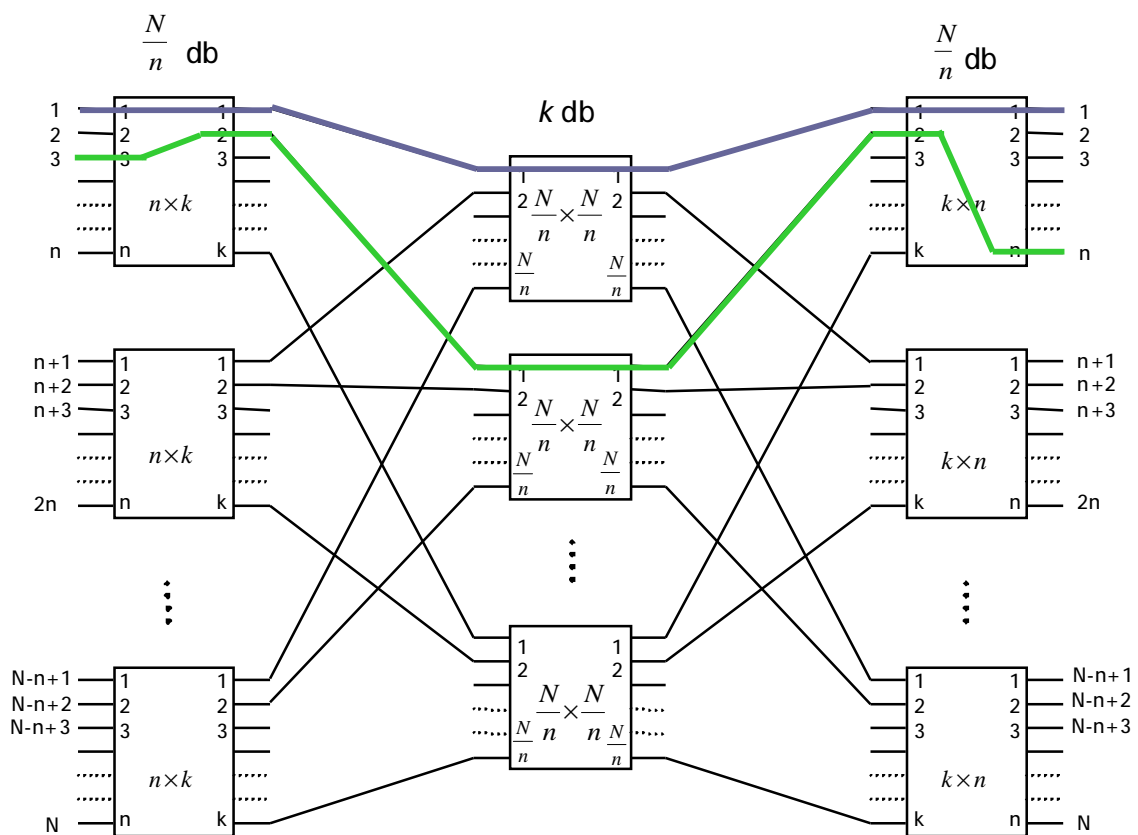 N/n db
k db
N/n db
1 1 1
2 2 2
3 3 3
n×k
n n k
n+1 1 1
n+2 2 2
n+3 3 3
n×k
2n n k
N-n+1 1 1
N-n+2 2 2
N-n+3 3 3
n×k
N n k
1 1
2 N/n × N/n 2
N/n N/n
1 1
2 N/n × N/n 2
N/n N/n
1 1
2 2
N/n × N/n
N/n N/n
1 1 1
2 2 2
3 3 3
k×n
k n n
1 1 n+1
2 2 n+2
3 3 n+3
k×n
k n 2n
1 1 N-n+1
2 2 N-n+2
3 3 N-n+3
k×n
k n N